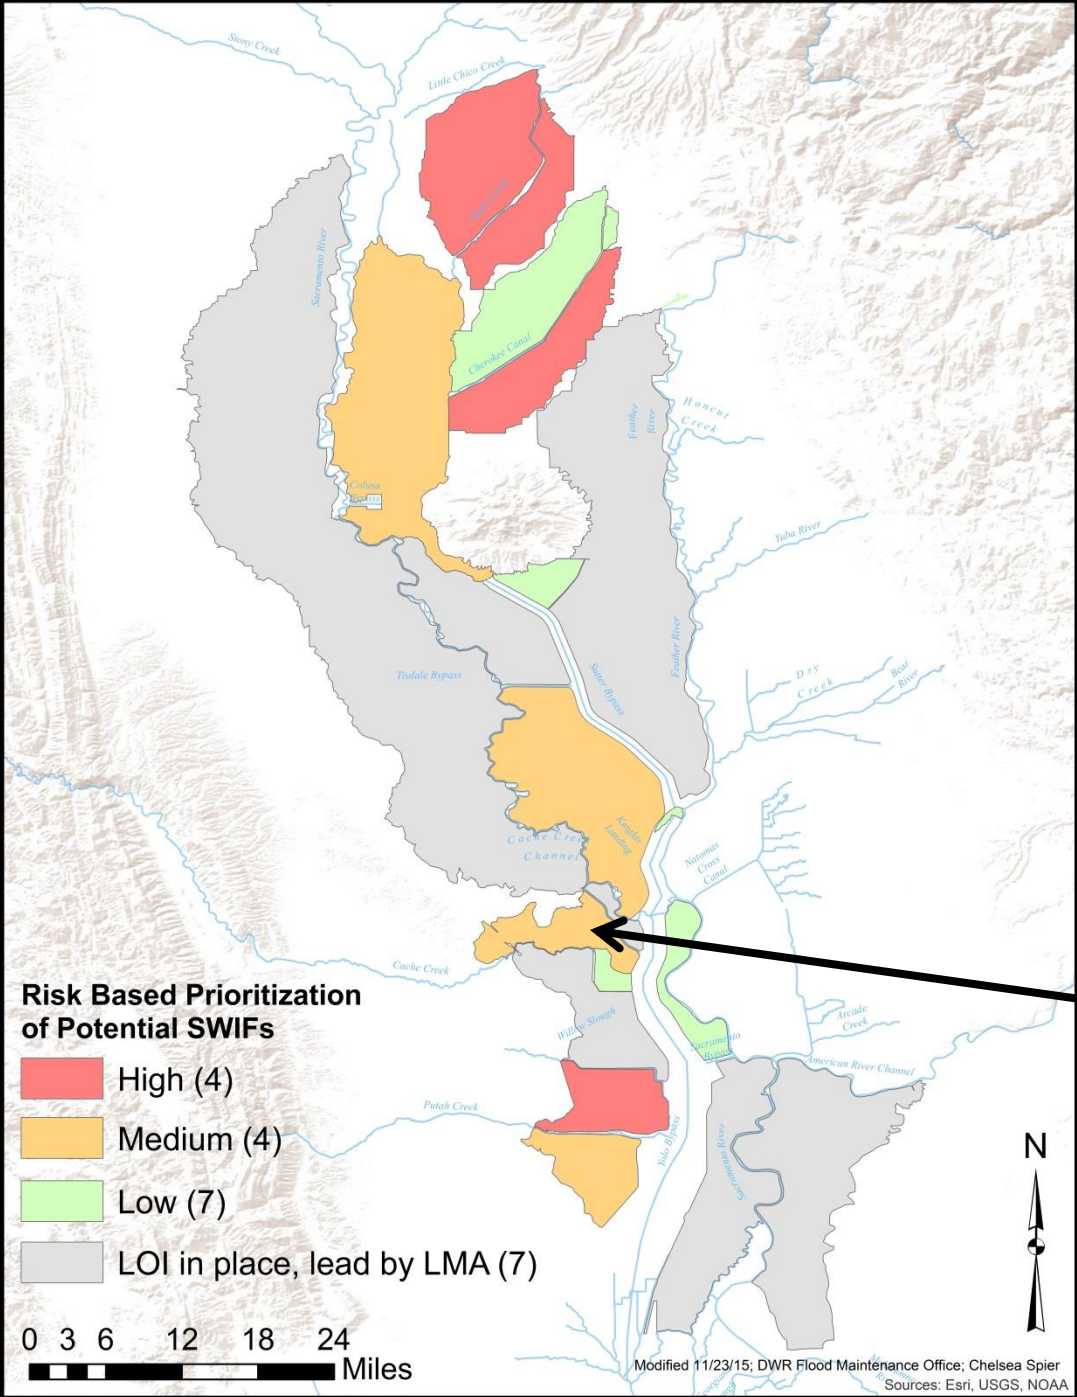 Stony Creek
Little Chico Creek
Sacramento River
Cherokee Canal
Feather
River
Honcut
Creek
Colusa
Bypass
Yuba River
Feather River
Dry
Creek
Bear
River
Tisdale Bypass
Sutter Bypass
Knights
Landing
Cache Creek
Channel
Natomas
Cross
Canal
Cache Creek
Arcade
Creek
Willow Slough
Sacramento
Bypass
American River Channel
Putah Creek
Yolo Bypass
Sacramento River
Risk Based Prioritization
of Potential SWIFs
High (4)
Medium (4)
Low (7)
LOI in place, lead by LMA (7)
0 3 6 12 18 24
Miles
N
Modified 11/23/15; DWR Flood Maintenance Office; Chelsea Spier
Sources: Esri, USGS, NOAA